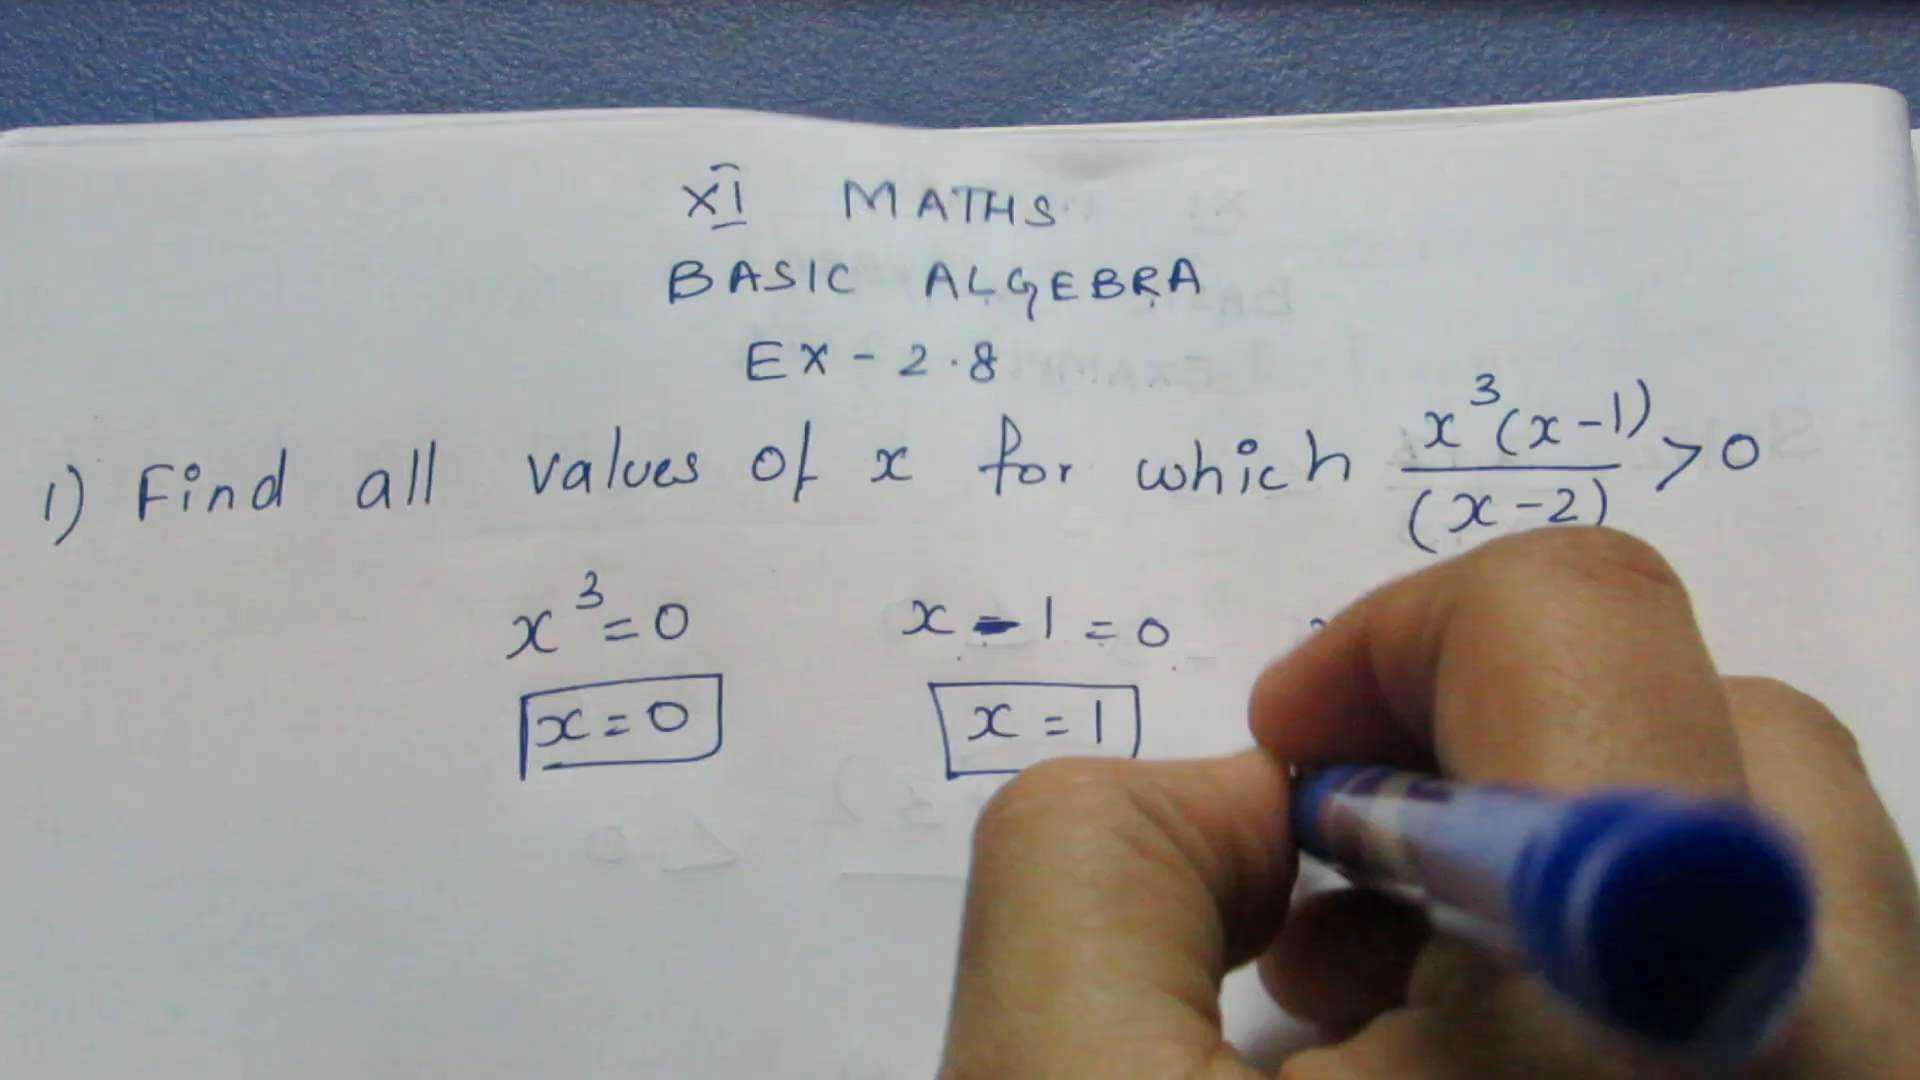 XI MATHS
BASIC ALGEBRA
EX - 2.8
1) Find all values of x for which x³(x-1)/(x-2) > 0
x³ = 0 x - 1 = 0
x = 0 x = 1